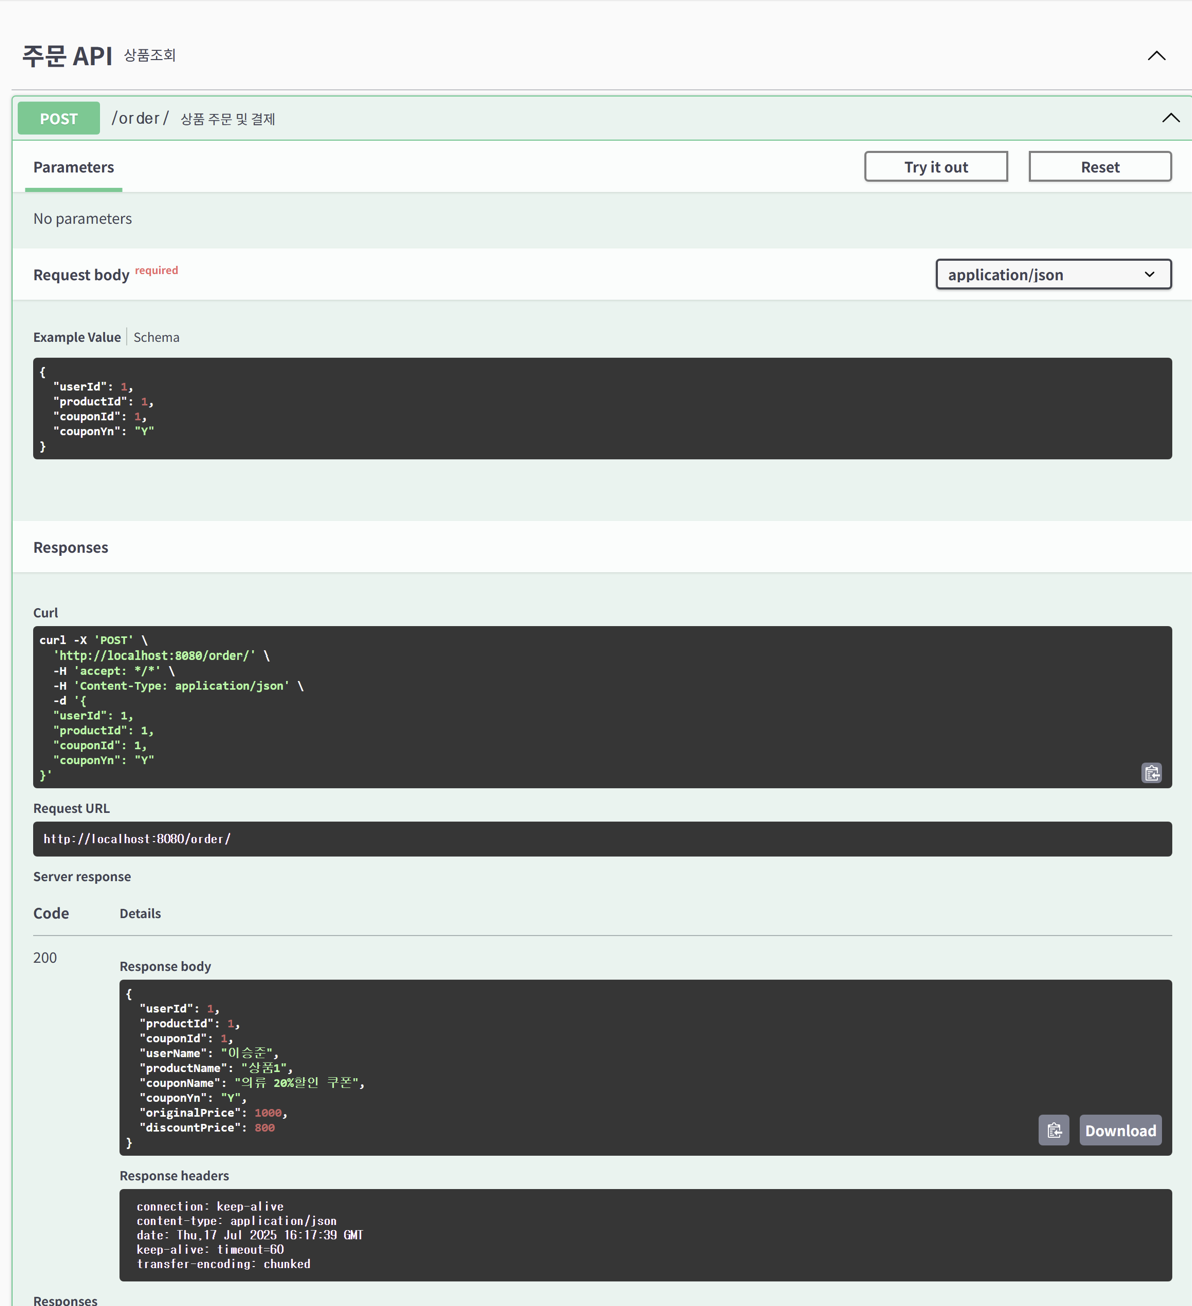 주문 API 상품조회
POST /order/ 상품 주문 및 결제
Parameters Try it out Reset
No parameters
Request body required application/json
Example Value Schema
{
  "userId": 1,
  "productId": 1,
  "couponId": 1,
  "couponYn": "Y"
}
Responses
Curl
curl -X 'POST' \
  'http://localhost:8080/order/' \
  -H 'accept: */*' \
  -H 'Content-Type: application/json' \
  -d '{
  "userId": 1,
  "productId": 1,
  "couponId": 1,
  "couponYn": "Y"
}'
Request URL
http://localhost:8080/order/
Server response
Code Details
200
Response body
{
  "userId": 1,
  "productId": 1,
  "couponId": 1,
  "userName": "이승준",
  "productName": "상품1",
  "couponName": "의류 20%할인 쿠폰",
  "couponYn": "Y",
  "originalPrice": 1000,
  "discountPrice": 800
}
Download
Response headers
connection: keep-alive
content-type: application/json
date: Thu,17 Jul 2025 16:17:39 GMT
keep-alive: timeout=60
transfer-encoding: chunked
Responses